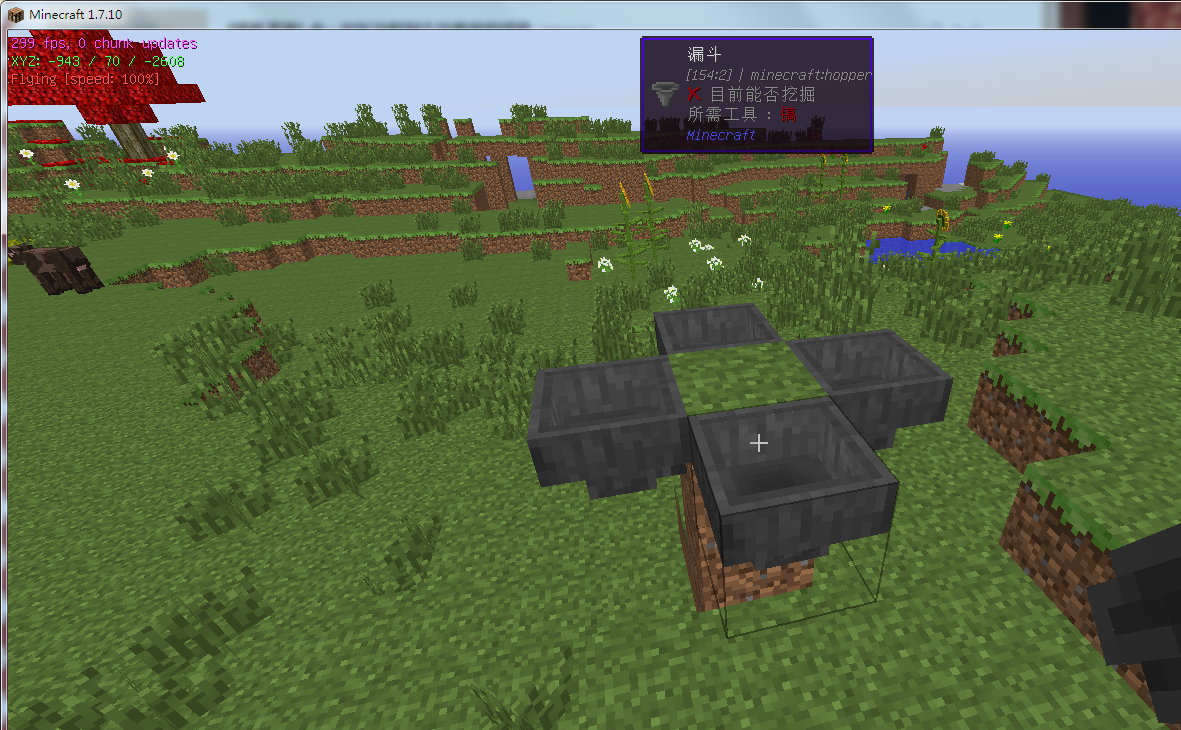 Minecraft 1.7.10
299 fps, 0 chunk updates
XYZ: -943 / 70 / -2608
Flying [speed: 100%]
漏斗
[154:2] | minecraft:hopper
X 目前能否挖掘
所需工具：镐
Minecraft